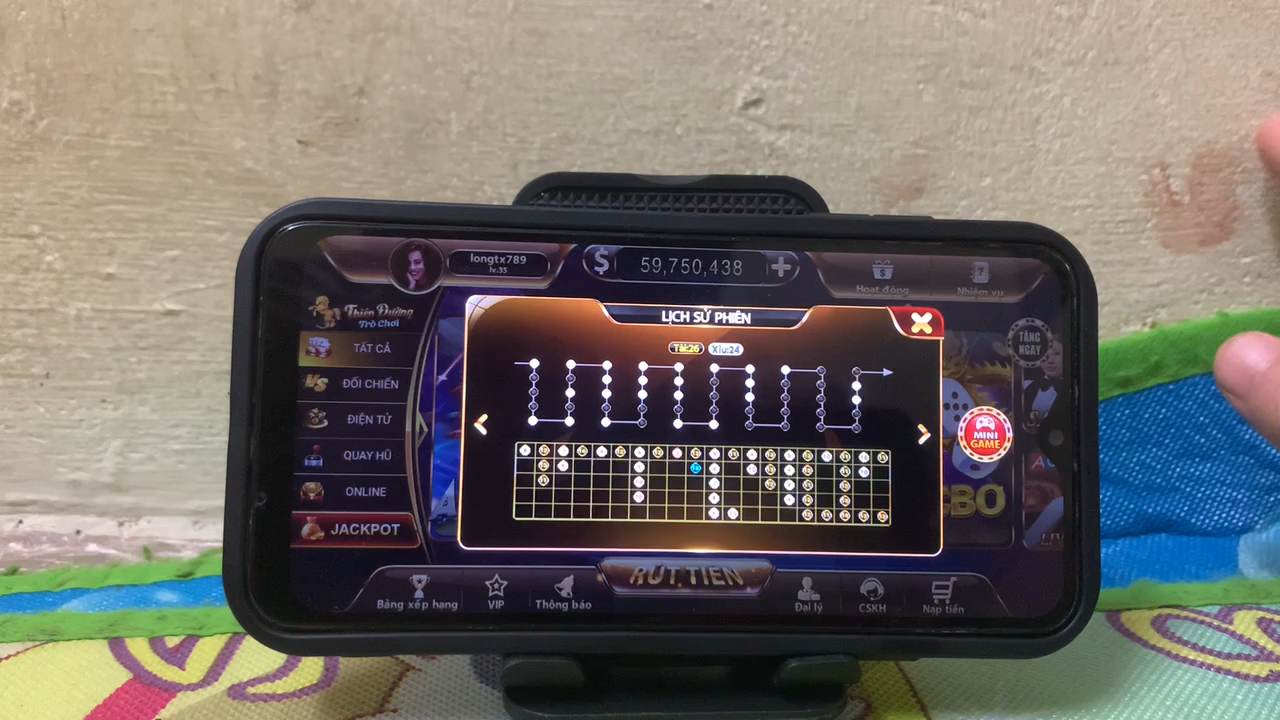 longtx789
lv.35
$ 59,750,438 +
Hoạt động
Nhiệm vụ
Thiên Đường
Trò Chơi
TẤT CẢ
VS ĐỐI CHIẾN
ĐIỆN TỬ
QUAY HŨ
ONLINE
JACKPOT
LỊCH SỬ PHIÊN
Tài:26 Xỉu:24
TẶNG
NGAY
MINI
GAME
RÚT TIỀN
Bảng xếp hạng
VIP
Thông báo
Đại lý
CSKH
Nạp tiền